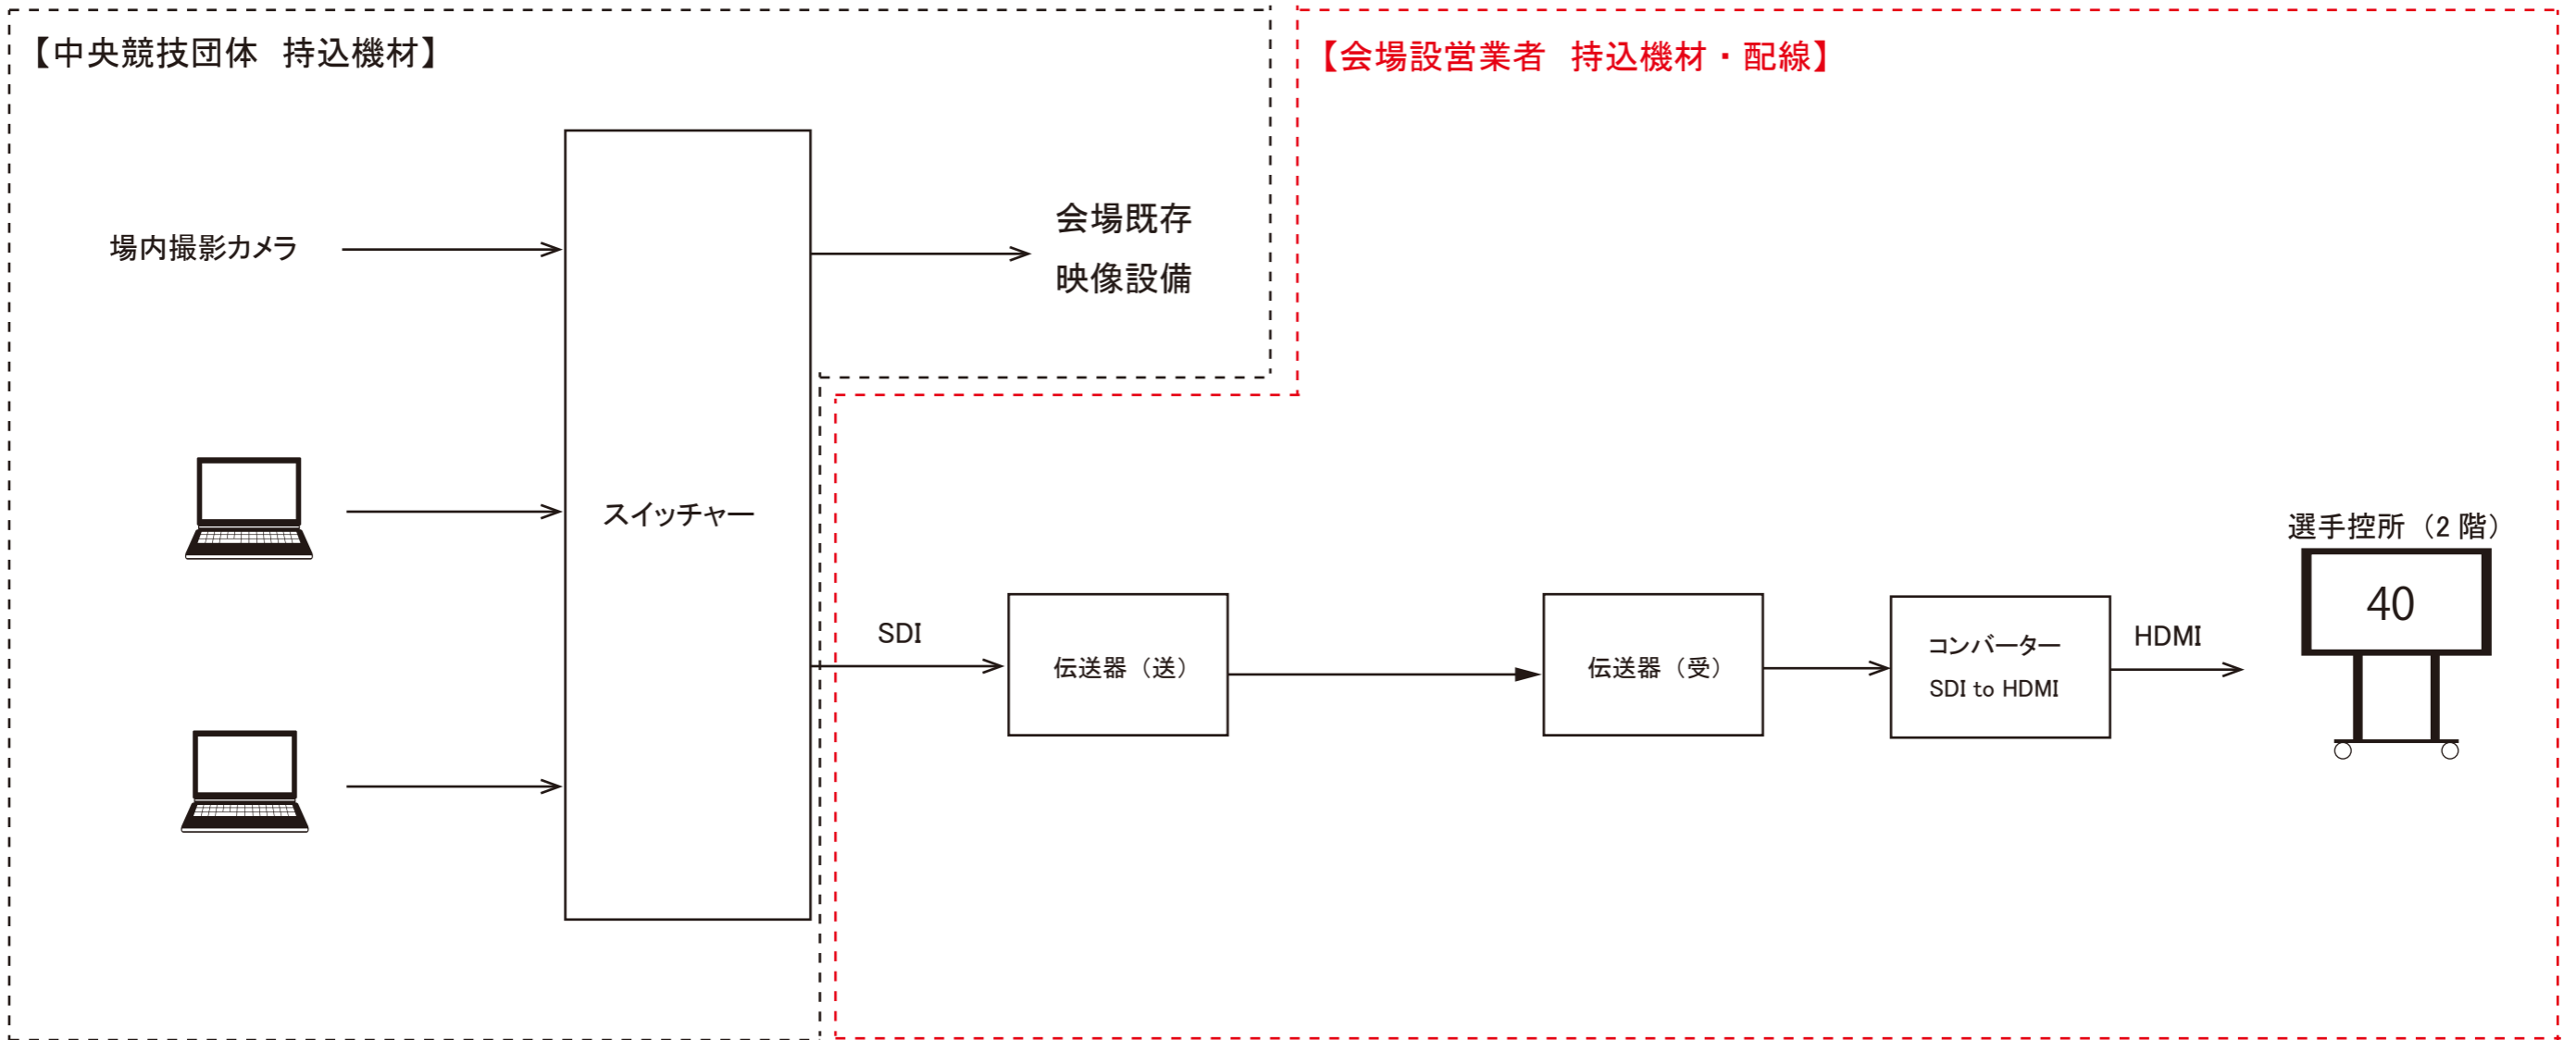 【中央競技団体　持込機材】
【会場設営業者　持込機材・配線】
場内撮影カメラ
会場既存
映像設備
スイッチャー
選手控所（2 階）
40
SDI
伝送器（送）
伝送器（受）
コンバーター
SDI to HDMI
HDMI